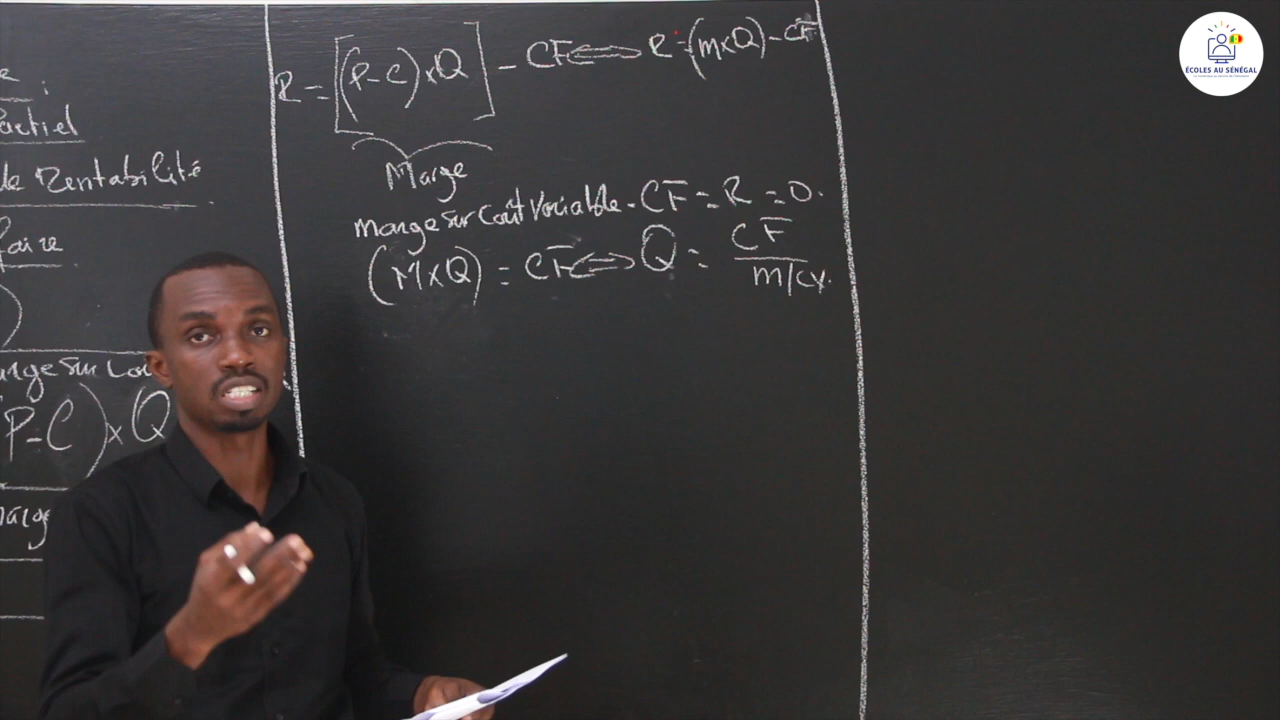 Partiel
de Rentabilité
faire
Marge sur Coû
(P-C) x Q
Marge
R = [(P-C) x Q] - CF <=> R = (m x Q) - CF
Marge
Marge sur Coût Variable - CF = R = 0.
(M x Q) = CF <=> Q = CF / m/cv.
ÉCOLES AU SÉNÉGAL